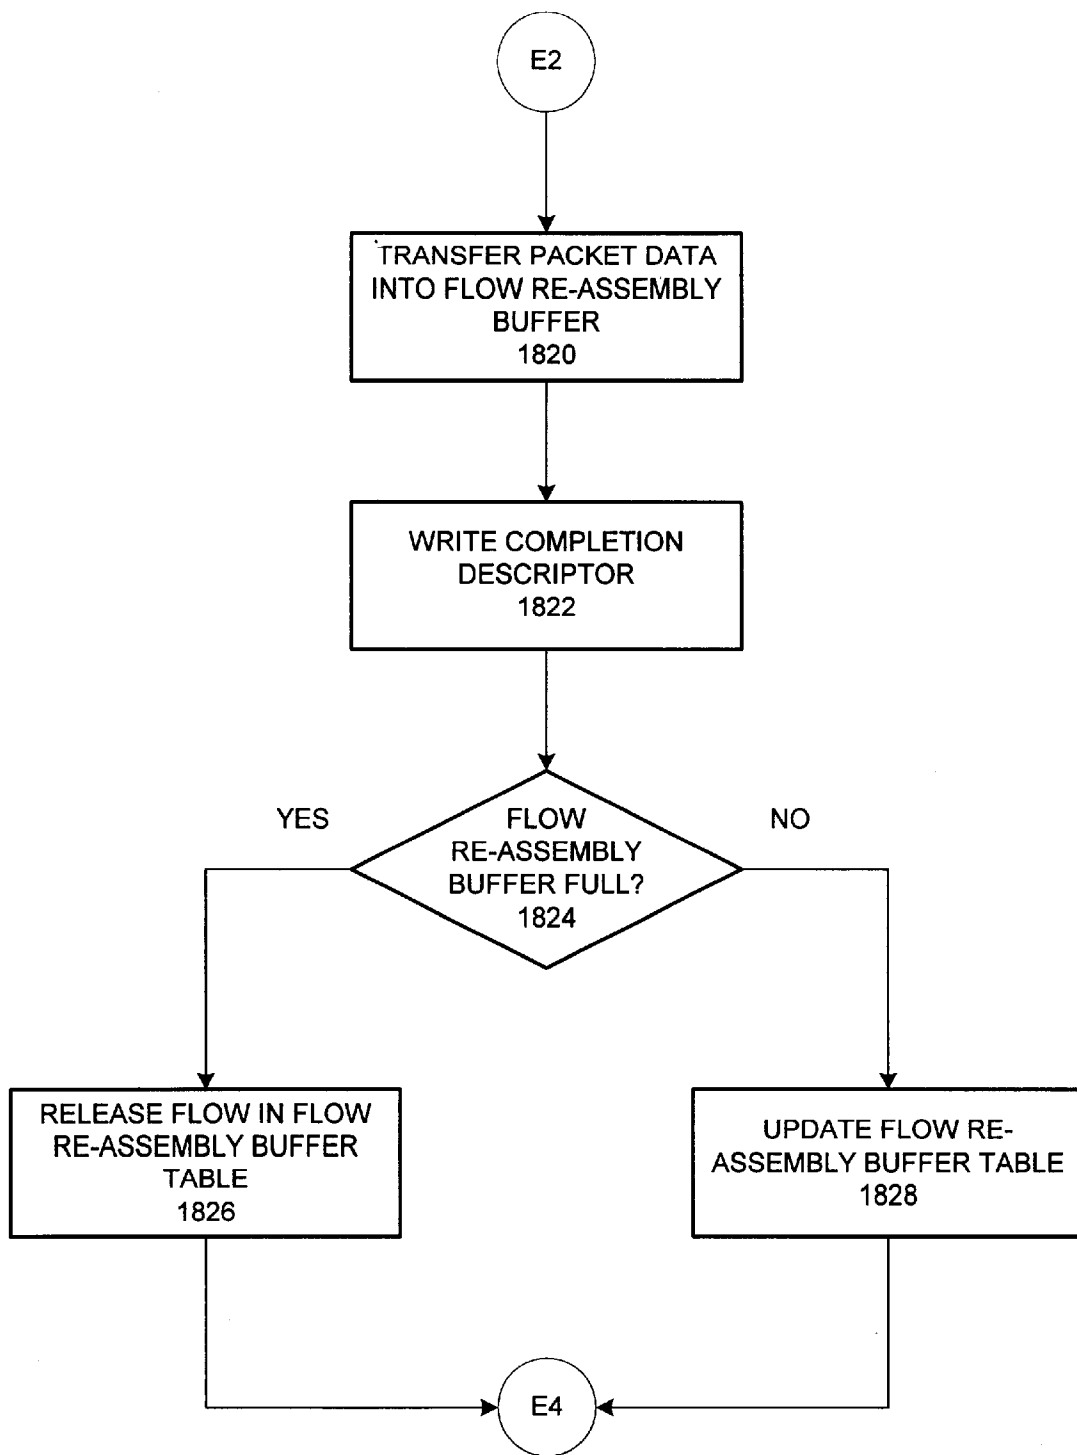 E2
TRANSFER PACKET DATA
INTO FLOW RE-ASSEMBLY
BUFFER
1820
WRITE COMPLETION
DESCRIPTOR
1822
YES
NO
FLOW
RE-ASSEMBLY
BUFFER FULL?
1824
RELEASE FLOW IN FLOW
RE-ASSEMBLY BUFFER
TABLE
1826
UPDATE FLOW RE-
ASSEMBLY BUFFER TABLE
1828
E4